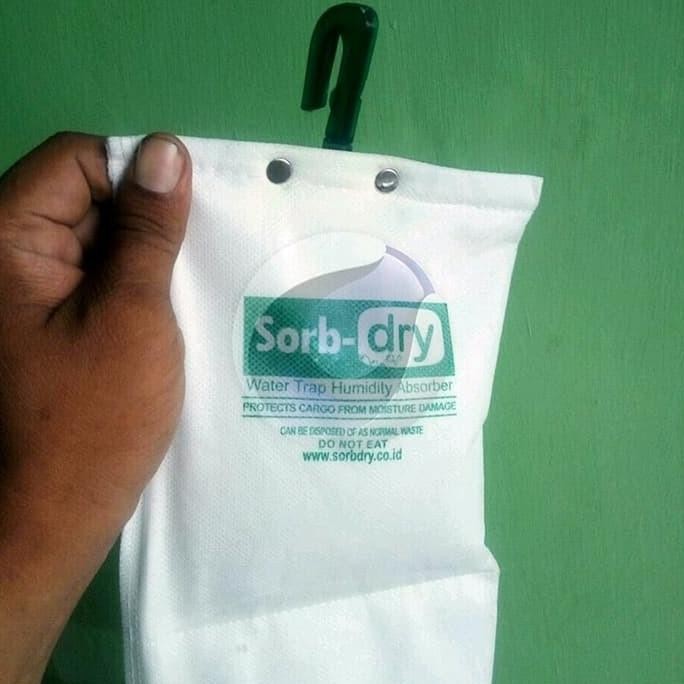 Sorb-dry
Water Trap Humidity Absorber
PROTECTS CARGO FROM MOISTURE DAMAGE
CAN BE DISPOSED OF AS NORMAL WASTE
DO NOT EAT
www.sorbdry.co.id